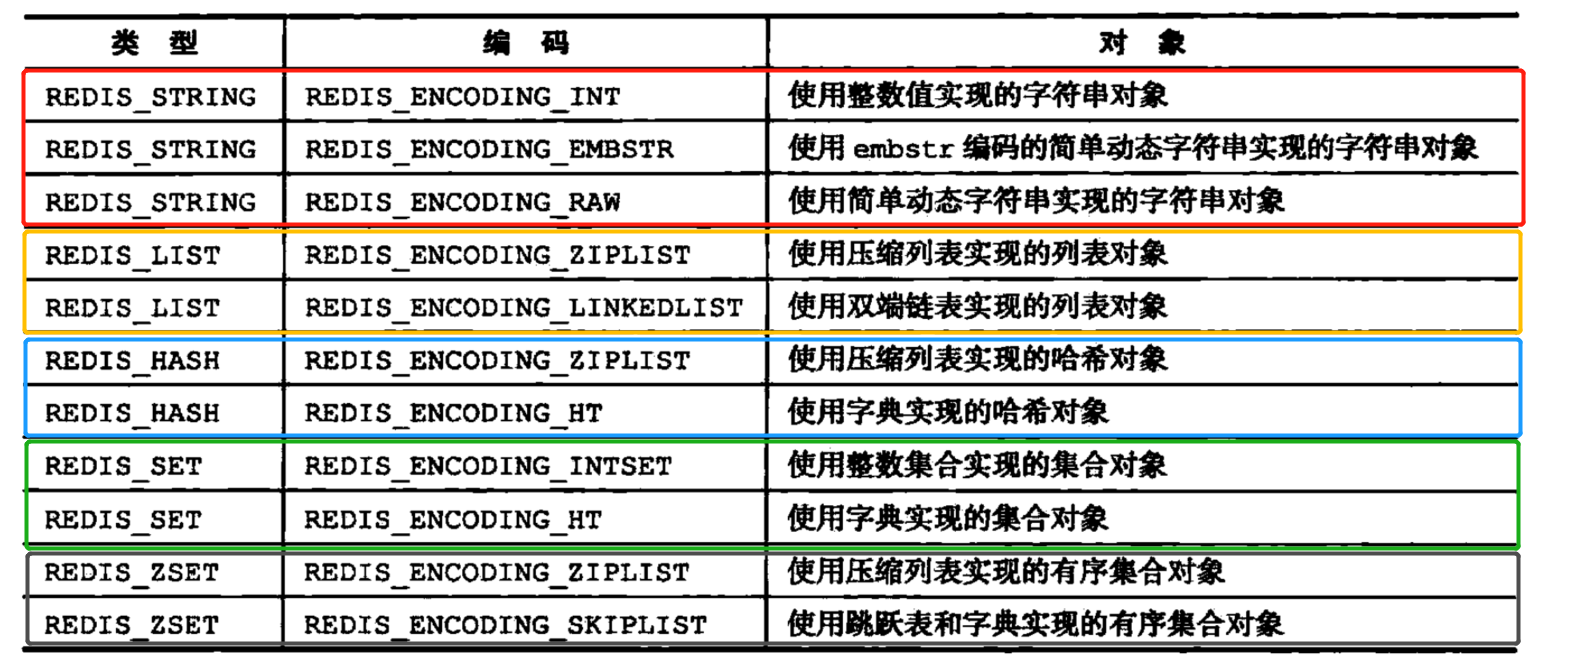 类 型 编 码 对 象
REDIS_STRING REDIS_ENCODING_INT 使用整数值实现的字符串对象
REDIS_STRING REDIS_ENCODING_EMBSTR 使用 embstr 编码的简单动态字符串实现的字符串对象
REDIS_STRING REDIS_ENCODING_RAW 使用简单动态字符串实现的字符串对象
REDIS_LIST REDIS_ENCODING_ZIPLIST 使用压缩列表实现的列表对象
REDIS_LIST REDIS_ENCODING_LINKEDLIST 使用双端链表实现的列表对象
REDIS_HASH REDIS_ENCODING_ZIPLIST 使用压缩列表实现的哈希对象
REDIS_HASH REDIS_ENCODING_HT 使用字典实现的哈希对象
REDIS_SET REDIS_ENCODING_INTSET 使用整数集合实现的集合对象
REDIS_SET REDIS_ENCODING_HT 使用字典实现的集合对象
REDIS_ZSET REDIS_ENCODING_ZIPLIST 使用压缩列表实现的有序集合对象
REDIS_ZSET REDIS_ENCODING_SKIPLIST 使用跳跃表和字典实现的有序集合对象